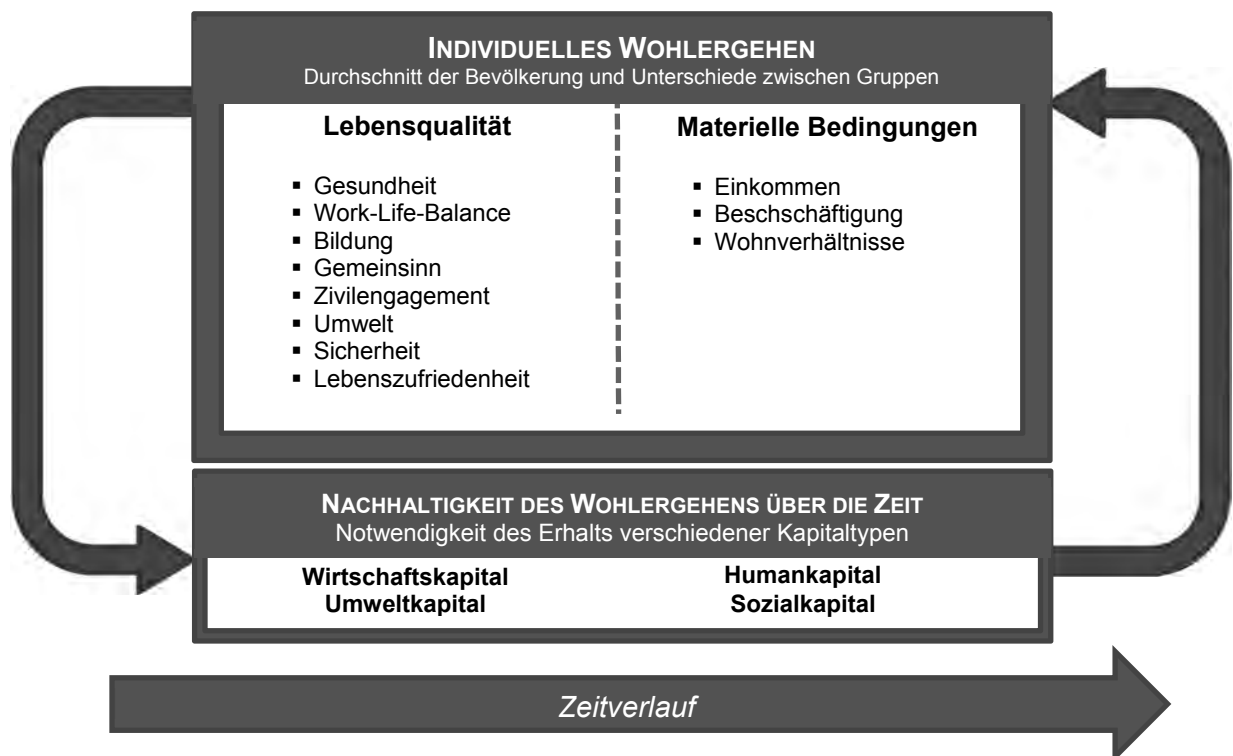 INDIVIDUELLES WOHLERGEHEN
Durchschnitt der Bevölkerung und Unterschiede zwischen Gruppen
Lebensqualität
▪ Gesundheit
▪ Work-Life-Balance
▪ Bildung
▪ Gemeinsinn
▪ Zivilengagement
▪ Umwelt
▪ Sicherheit
▪ Lebenszufriedenheit
Materielle Bedingungen
▪ Einkommen
▪ Beschschäftigung
▪ Wohnverhältnisse
NACHHALTIGKEIT DES WOHLERGEHENS ÜBER DIE ZEIT
Notwendigkeit des Erhalts verschiedener Kapitaltypen
Wirtschaftskapital
Umweltkapital
Humankapital
Sozialkapital
Zeitverlauf